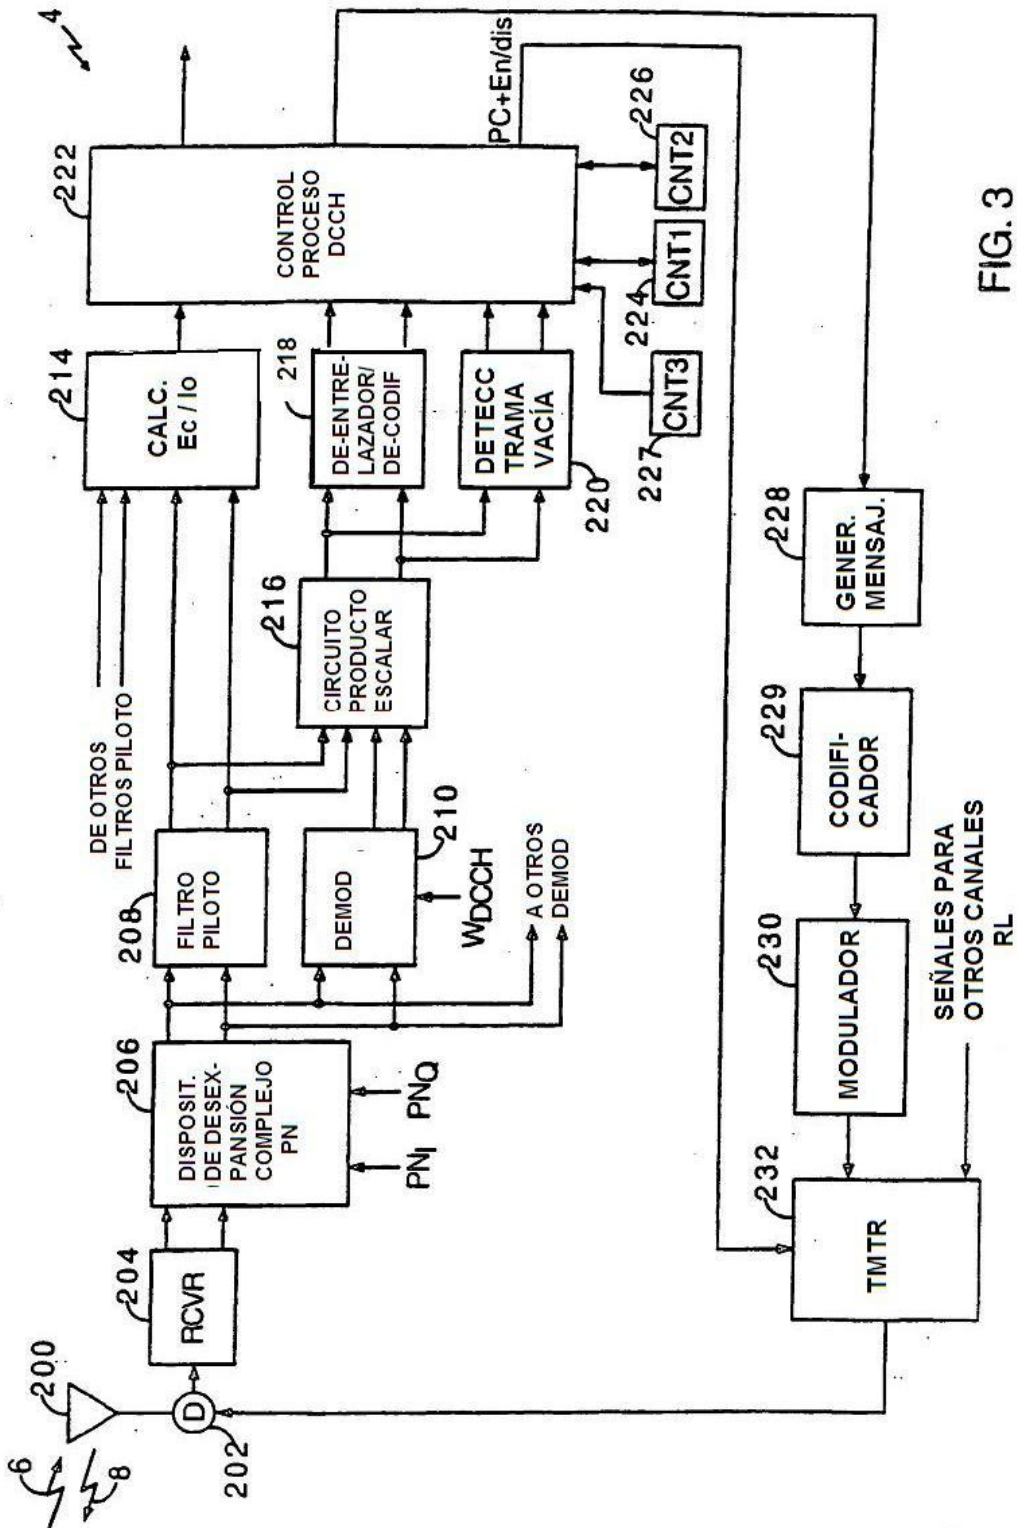 4
222
CONTROL
PROCESO
DCCH
PC+En/dis
226
CNT2
224
CNT1
227
CNT3
214
CALC.
Ec / Io
218
DE-ENTRE-
LAZADOR/
DE-CODIF
DETECC
TRAMA
VACÍA
220
DE OTROS
FILTROS PILOTO
216
CIRCUITO
PRODUCTO
ESCALAR
208
FILTRO
PILOTO
210
DEMOD
WDCCH
A OTROS
DEMOD
206
DISPOSIT.
DE DESEX-
PANSIÓN
COMPLEJO
PN
PNI
PNQ
204
RCVR
200
D
202
6
8
228
GENER.
MENSAJ.
229
CODIFI-
CADOR
230
MODULADOR
SEÑALES PARA
OTROS CANALES
RL
232
TMTR
FIG. 3